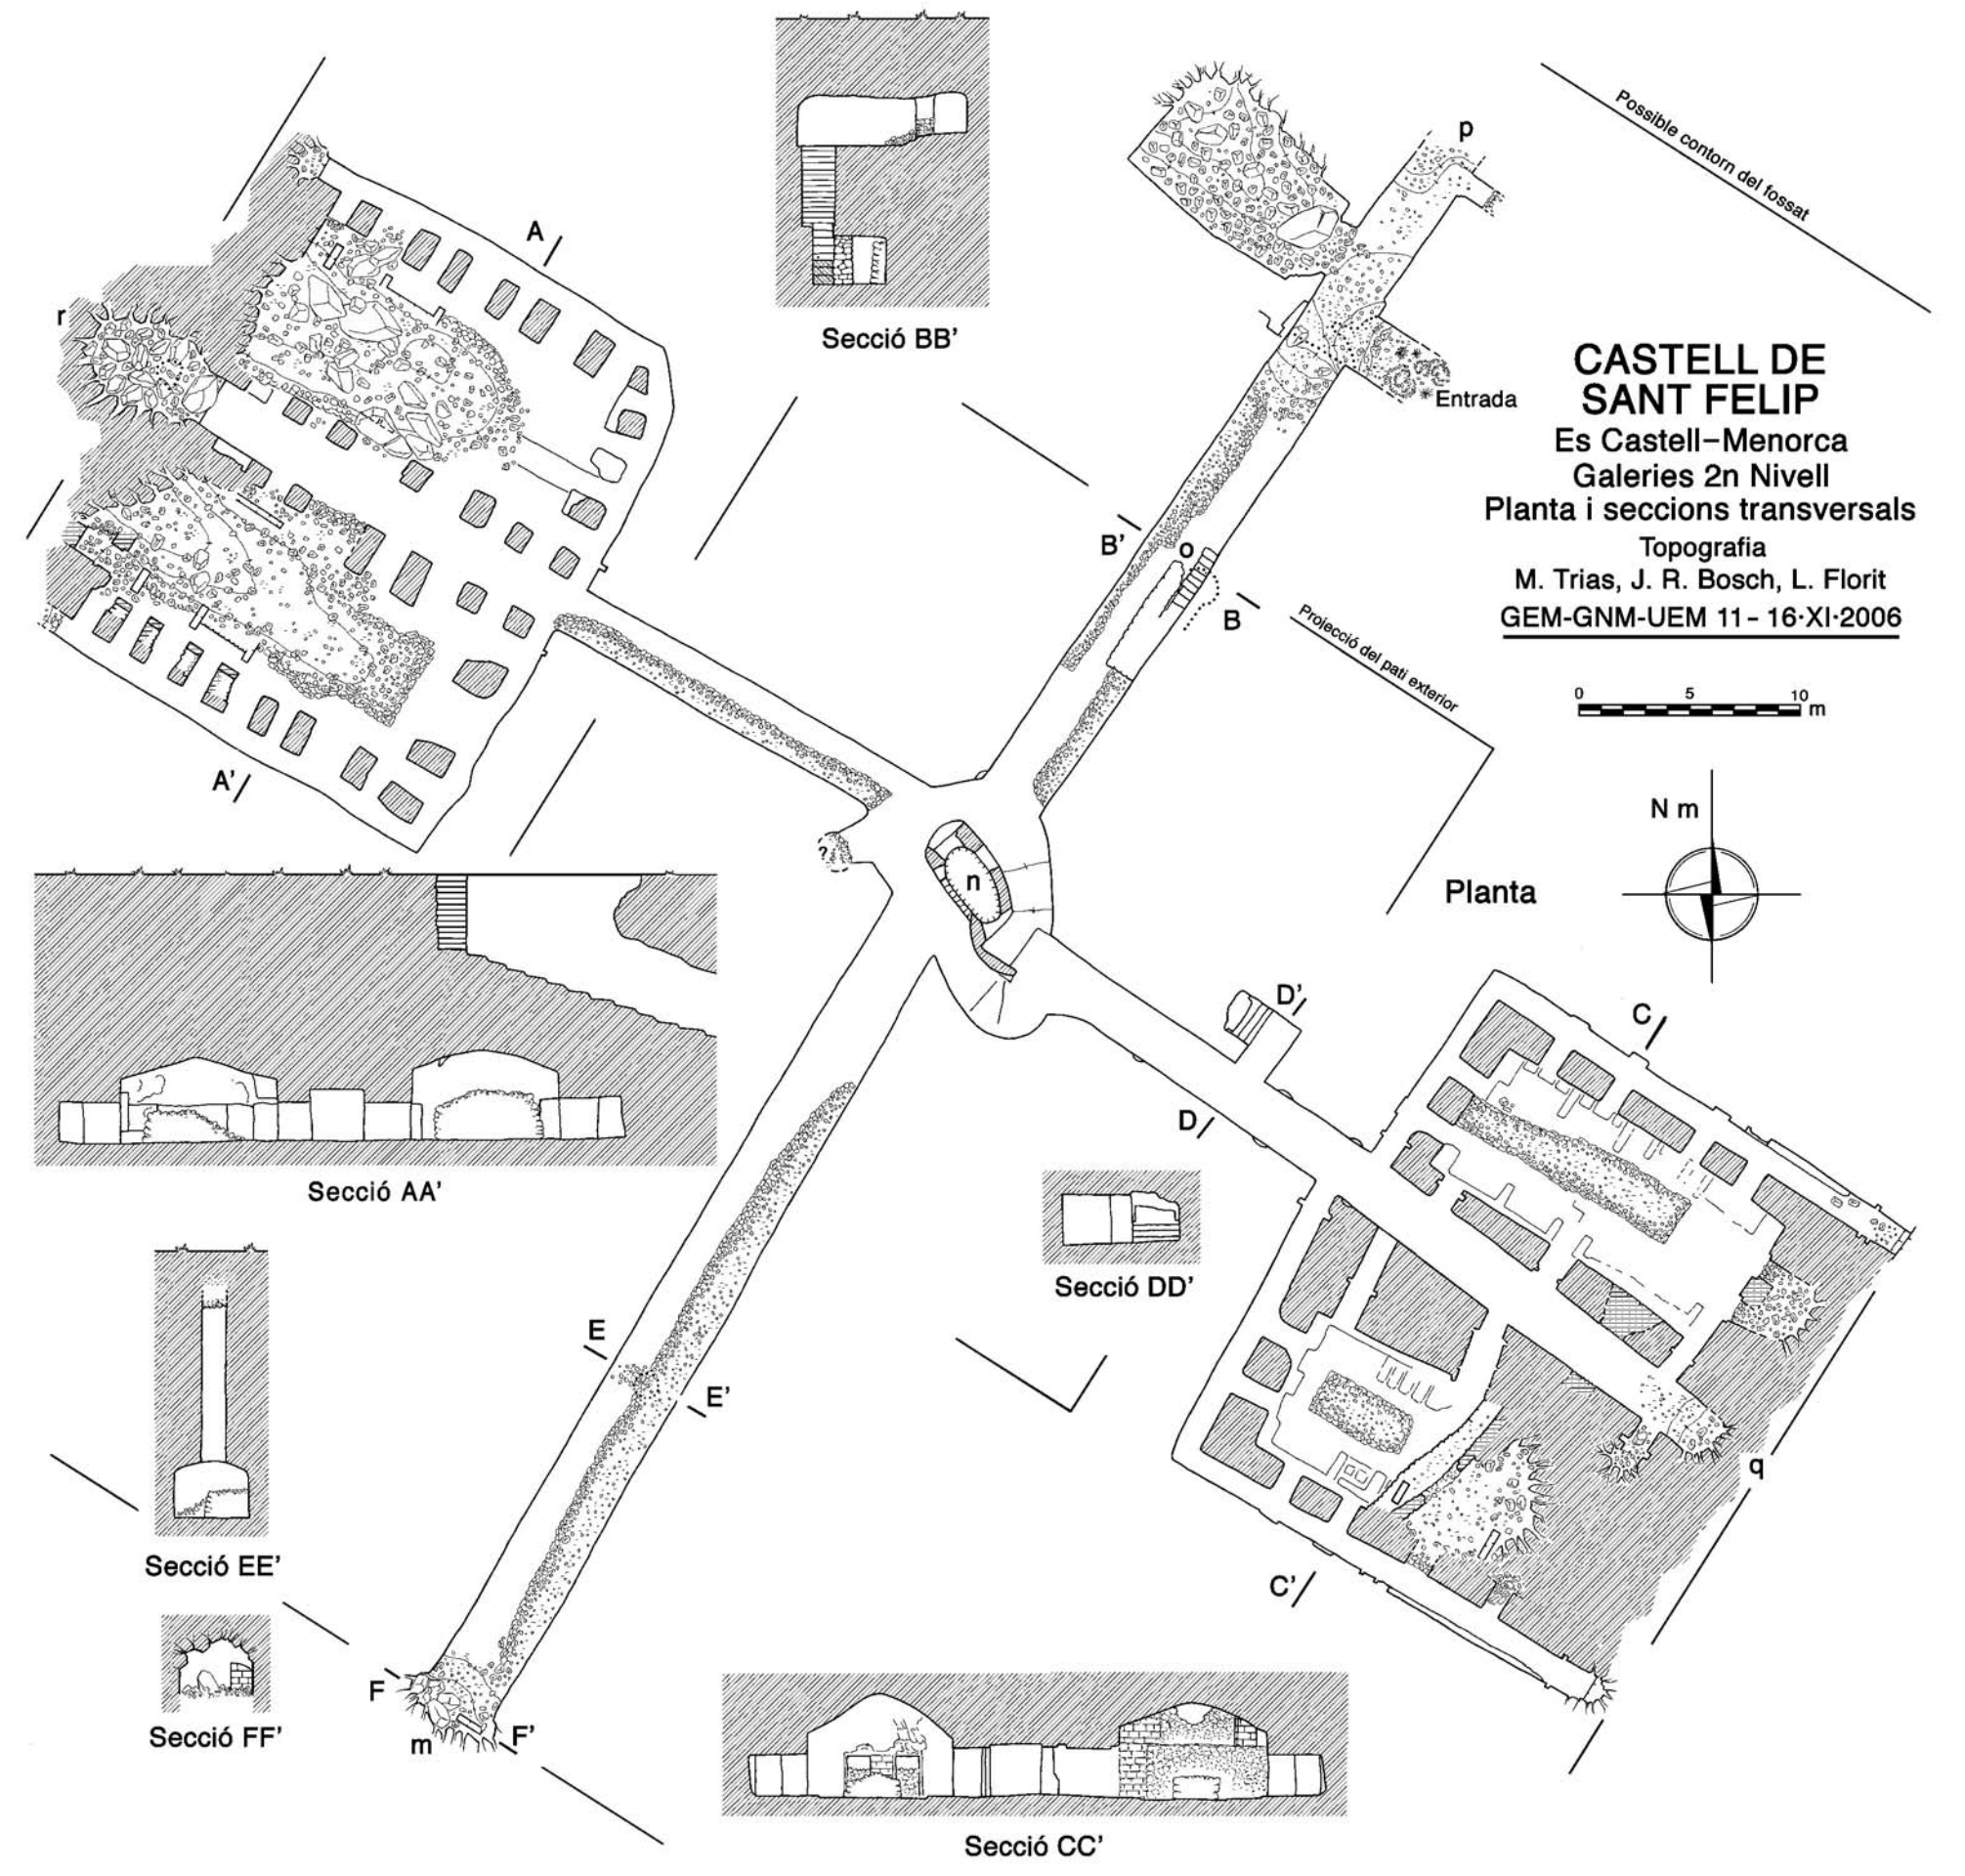 CASTELL DE
SANT FELIP
Es Castell-Menorca
Galeries 2n Nivell
Planta i seccions transversals
Topografia
M. Trias, J. R. Bosch, L. Florit
GEM-GNM-UEM 11 - 16·XI·2006
0 5 10
m
N m
Planta
Possible contorn del fossat
p
Entrada
Secció BB'
A
r
B'
o
B
Projecció del pati exterior
A'
?
n
Secció AA'
D'
C
D
Secció DD'
E
E'
Secció EE'
q
C'
F
F'
m
Secció FF'
Secció CC'